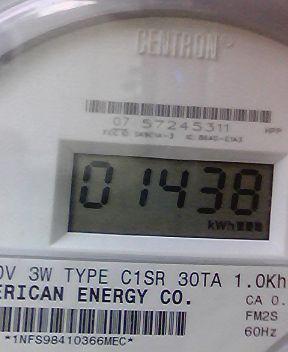 CENTRON
07 57245311 HPP
01438
kWh
0V 3W TYPE C1SR 30TA 1.0Kh
ERICAN ENERGY CO.
CA 0.
FM2S
60Hz
*1NFS98410366MEC*